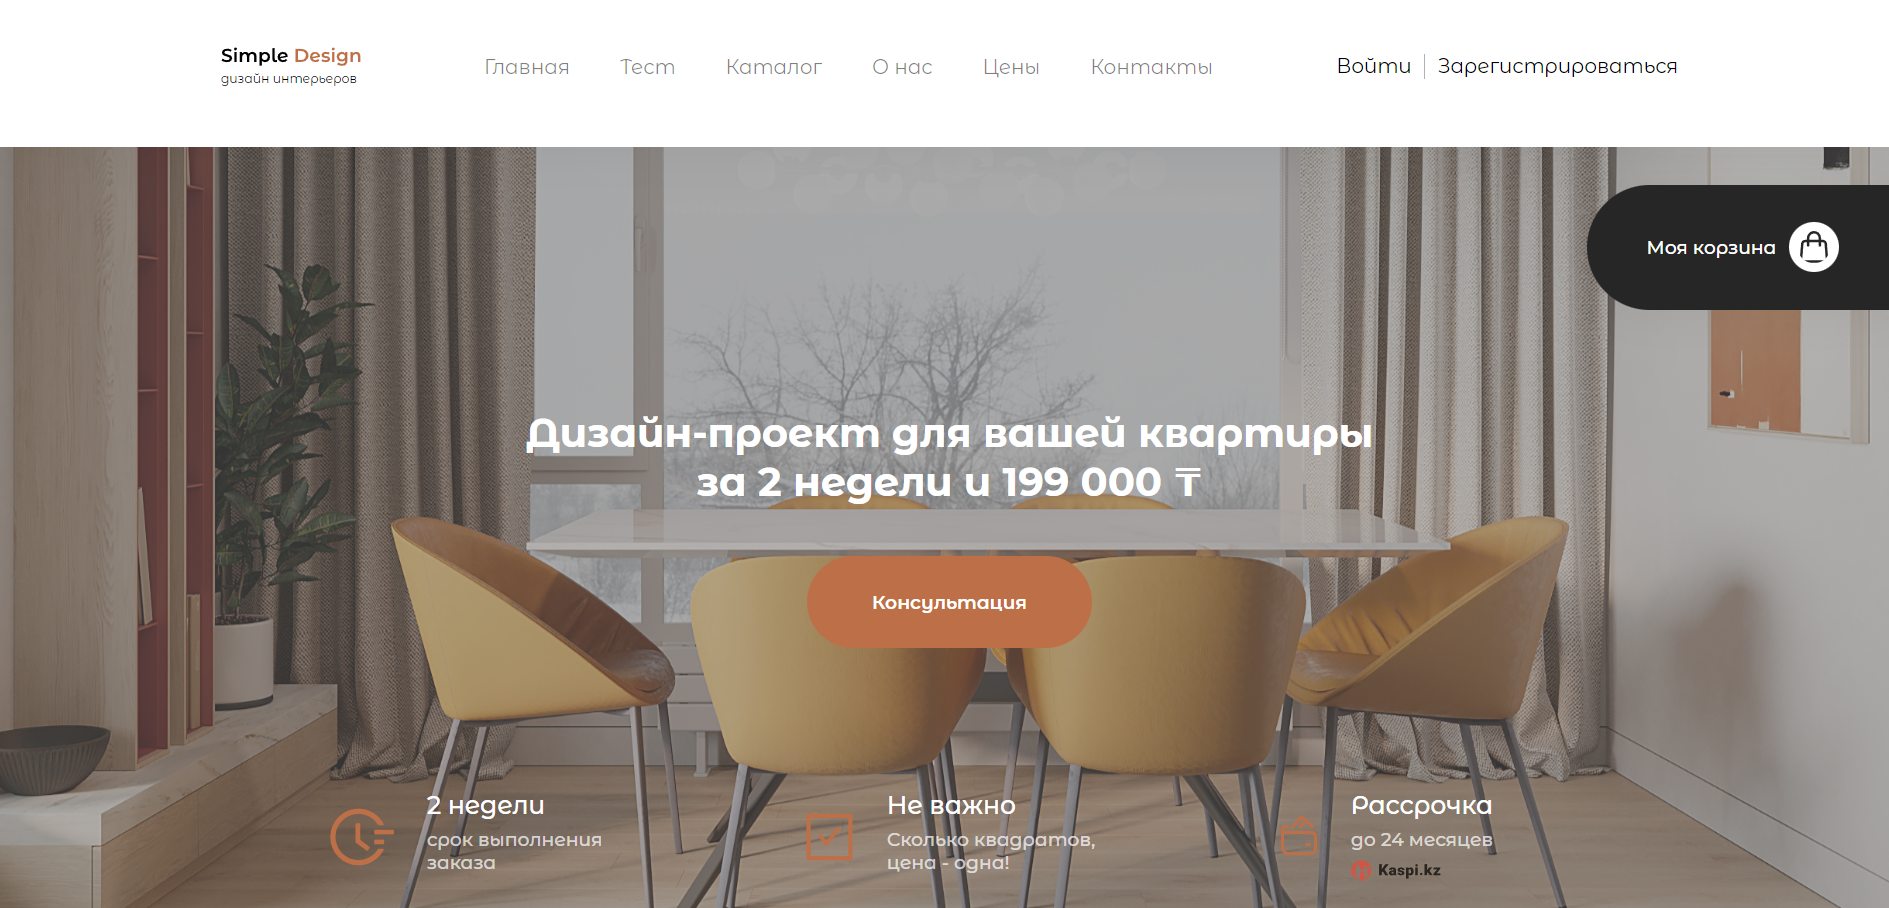 Simple Design
дизайн интерьеров
Главная
Тест
Каталог
О нас
Цены
Контакты
Войти
Зарегистрироваться
Моя корзина
Дизайн-проект для вашей квартиры
за 2 недели и 199 000 ₸
Консультация
2 недели
срок выполнения
заказа
Не важно
Сколько квадратов,
цена - одна!
Рассрочка
до 24 месяцев
Kaspi.kz